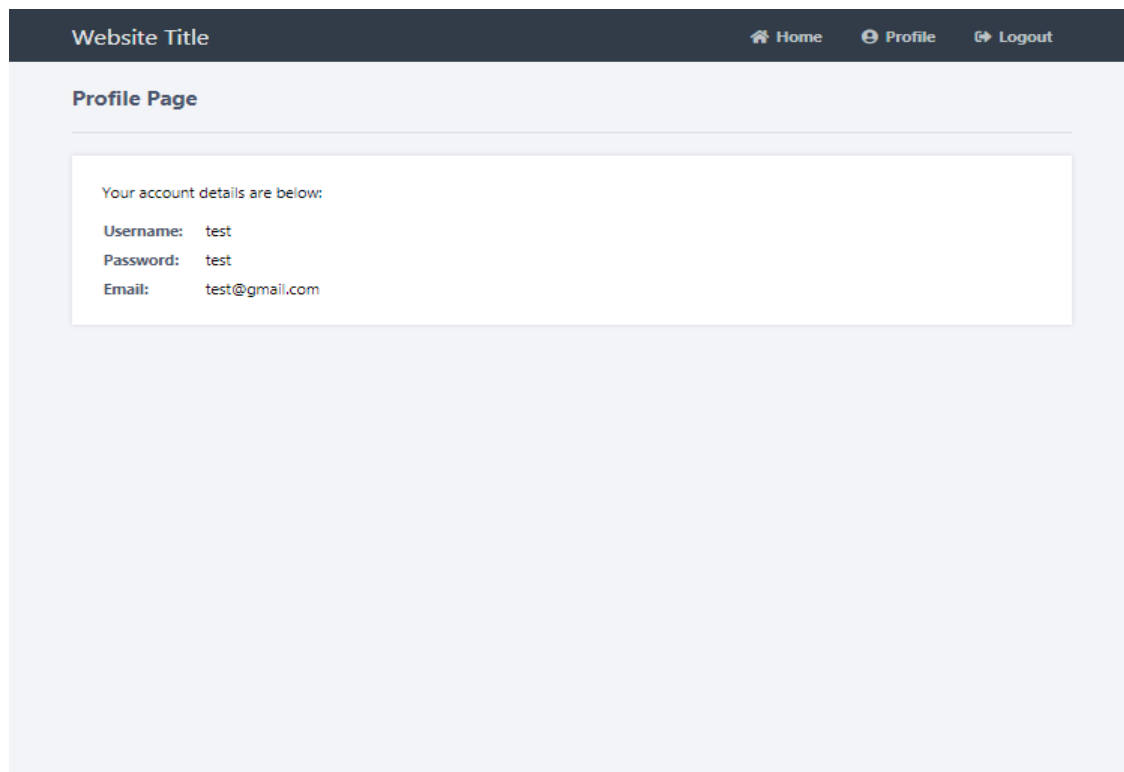 Website Title Home Profile Logout
Profile Page
Your account details are below:
Username: test
Password: test
Email: test@gmail.com